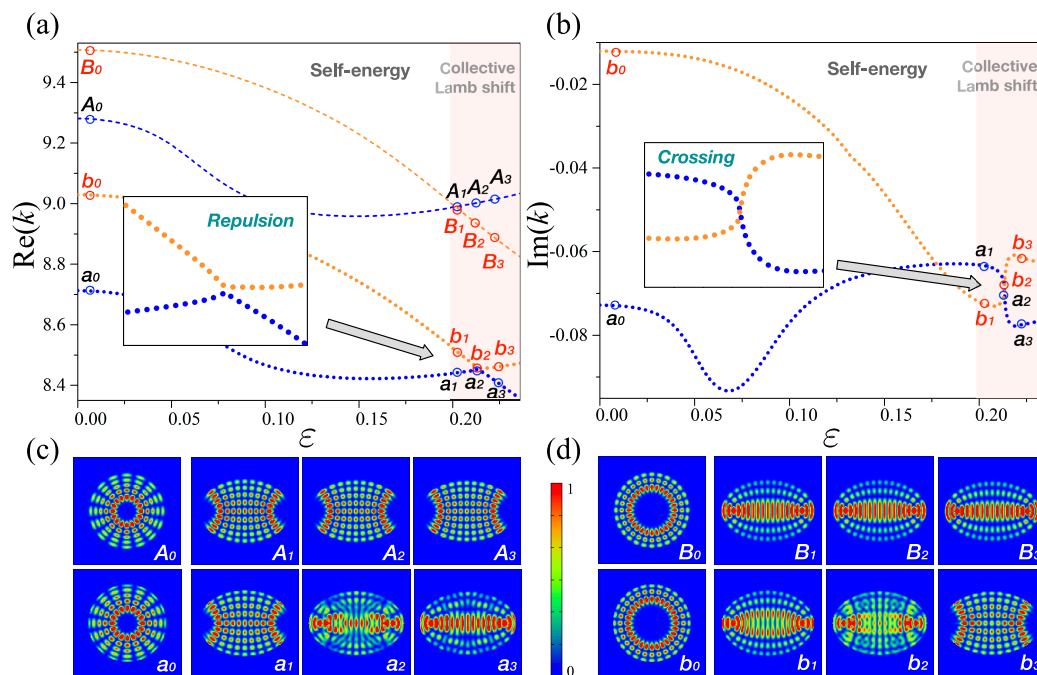 (a)
9.4
9.2
9.0
8.8
8.6
8.4
Re(k)
0.00
0.05
0.10
0.15
0.20
ε
B0
A0
b0
a0
Self-energy
Collective
Lamb shift
Repulsion
A1
A2
A3
B1
B2
B3
b1
b2
b3
a1
a2
a3
(b)
-0.02
-0.04
-0.06
-0.08
Im(k)
0.00
0.05
0.10
0.15
0.20
ε
b0
a0
Self-energy
Collective
Lamb shift
Crossing
a1
b3
b2
a2
b1
a3
(c)
A0
A1
A2
A3
a0
a1
a2
a3
1
0
(d)
B0
B1
B2
B3
b0
b1
b2
b3